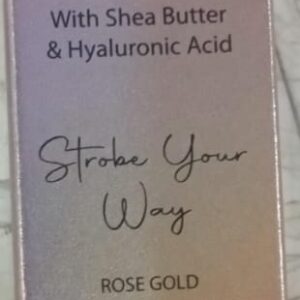 With Shea Butter
& Hyaluronic Acid
Strobe Your
Way
ROSE GOLD